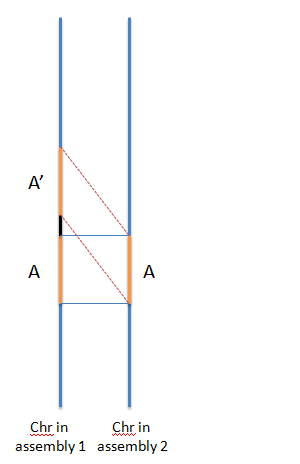 A’
A
A
Chr in
assembly 1
Chr in
assembly 2